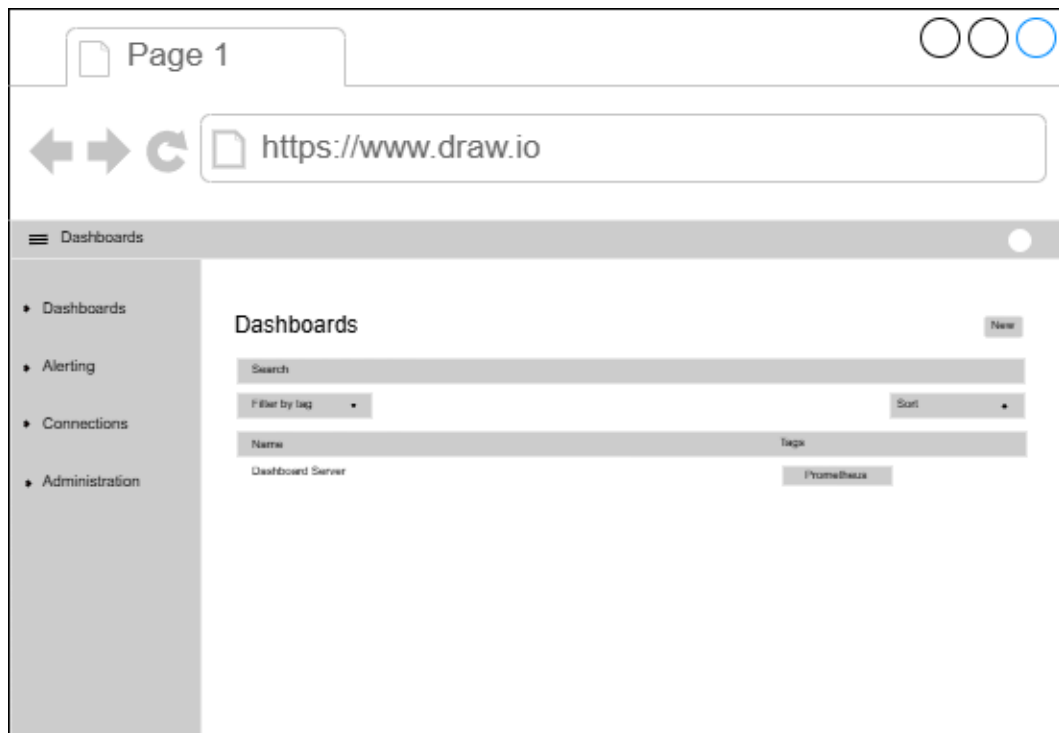 Page 1
https://www.draw.io
Dashboards
Dashboards
Alerting
Connections
Administration
Dashboards
New
Search
Filter by tag
Sort
Name Tags
Dashboard Server Prometheus